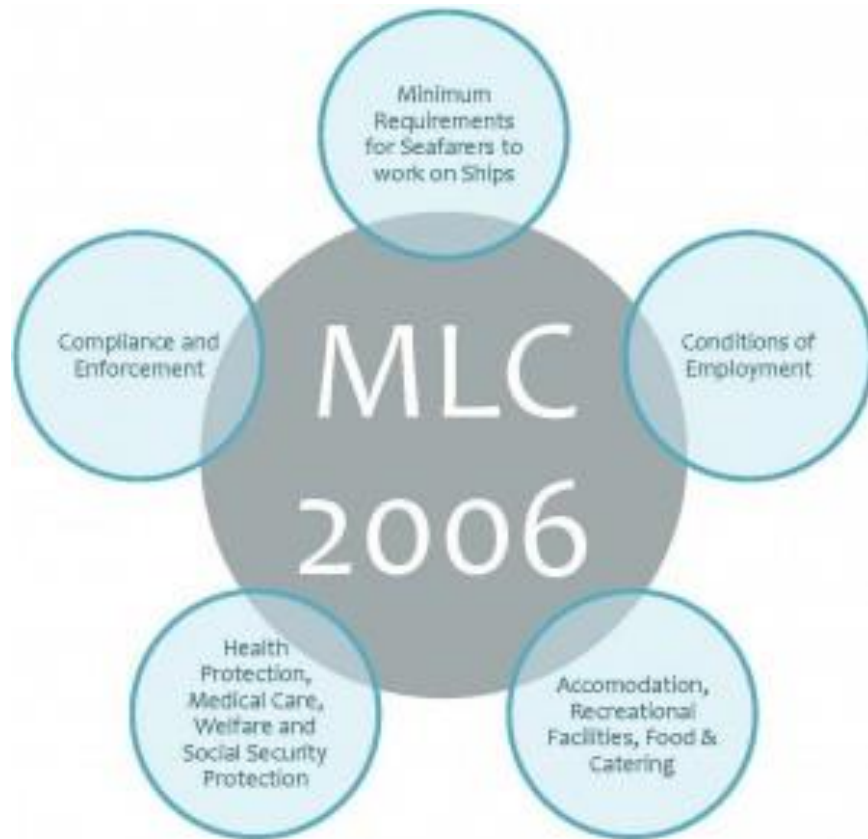 Minimum
Requirements
for Seafarers to
work on Ships
Compliance and
Enforcement
MLC
2006
Conditions of
Employment
Health
Protection,
Medical Care,
Welfare and
Social Security
Protection
Accomodation,
Recreational
Facilities, Food &
Catering